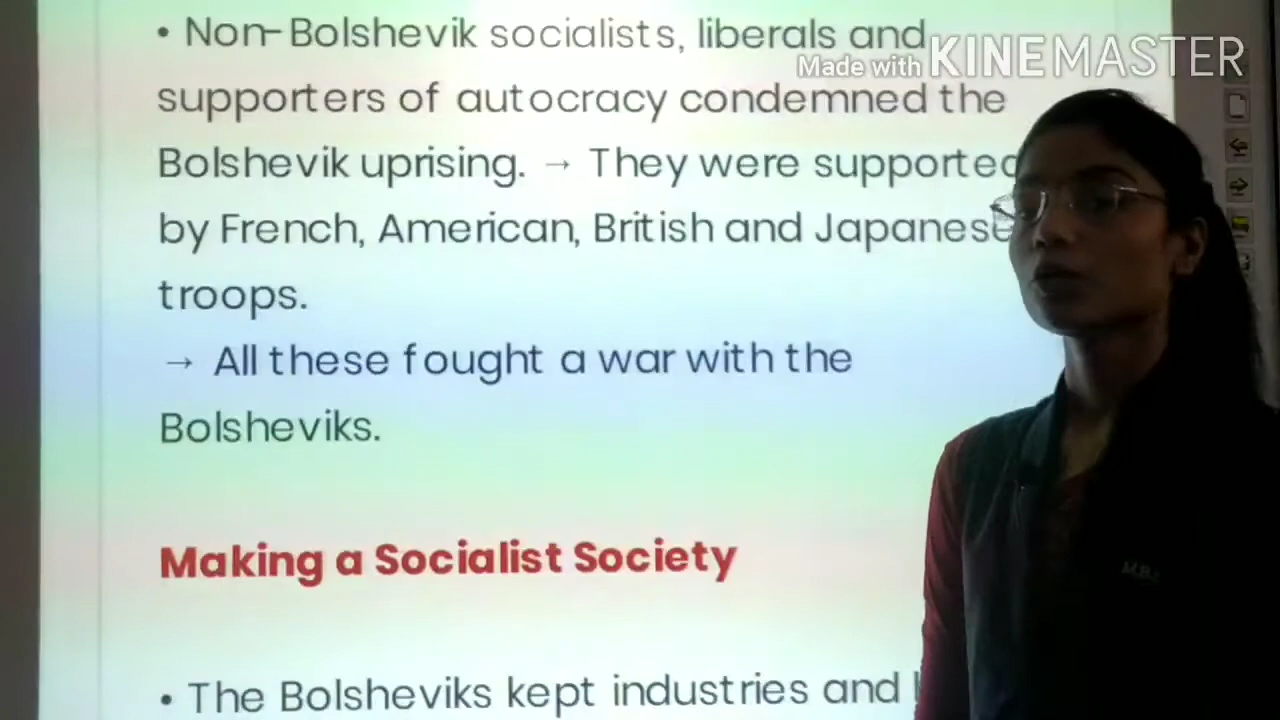 • Non-Bolshevik socialists, liberals and
Made with KINEMASTER
supporters of autocracy condemned the
Bolshevik uprising. → They were supported
by French, American, British and Japanese
troops.
→ All these fought a war with the
Bolsheviks.
Making a Socialist Society
• The Bolsheviks kept industries and